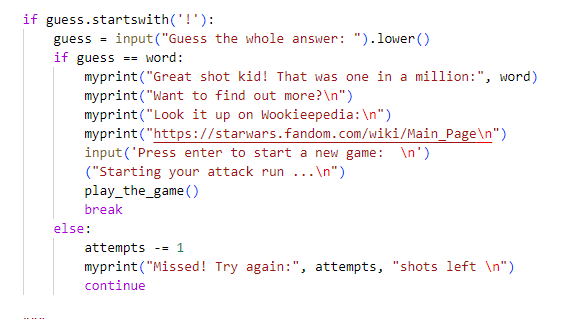 if guess.startswith('!'):
    guess = input("Guess the whole answer: ").lower()
    if guess == word:
        myprint("Great shot kid! That was one in a million:", word)
        myprint("Want to find out more?\n")
        myprint("Look it up on Wookieepedia:\n")
        myprint("https://starwars.fandom.com/wiki/Main_Page\n")
        input('Press enter to start a new game:  \n')
        ("Starting your attack run ...\n")
        play_the_game()
        break
    else:
        attempts -= 1
        myprint("Missed! Try again:", attempts, "shots left \n")
        continue
"""